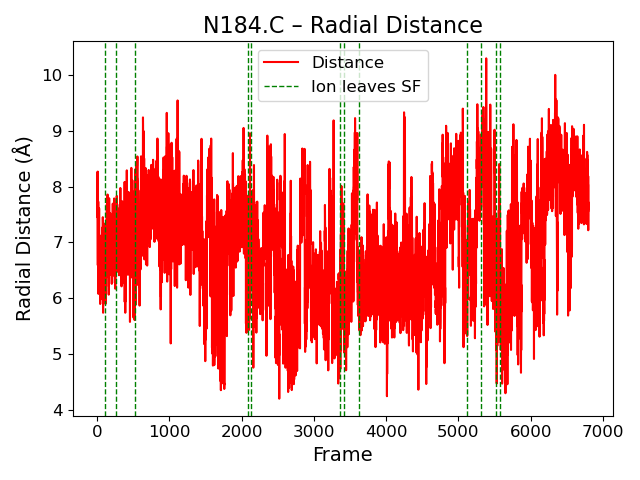 N184.C – Radial Distance
Distance
Ion leaves SF
Radial Distance (Å)
10
9
8
7
6
5
4
0 1000 2000 3000 4000 5000 6000 7000
Frame